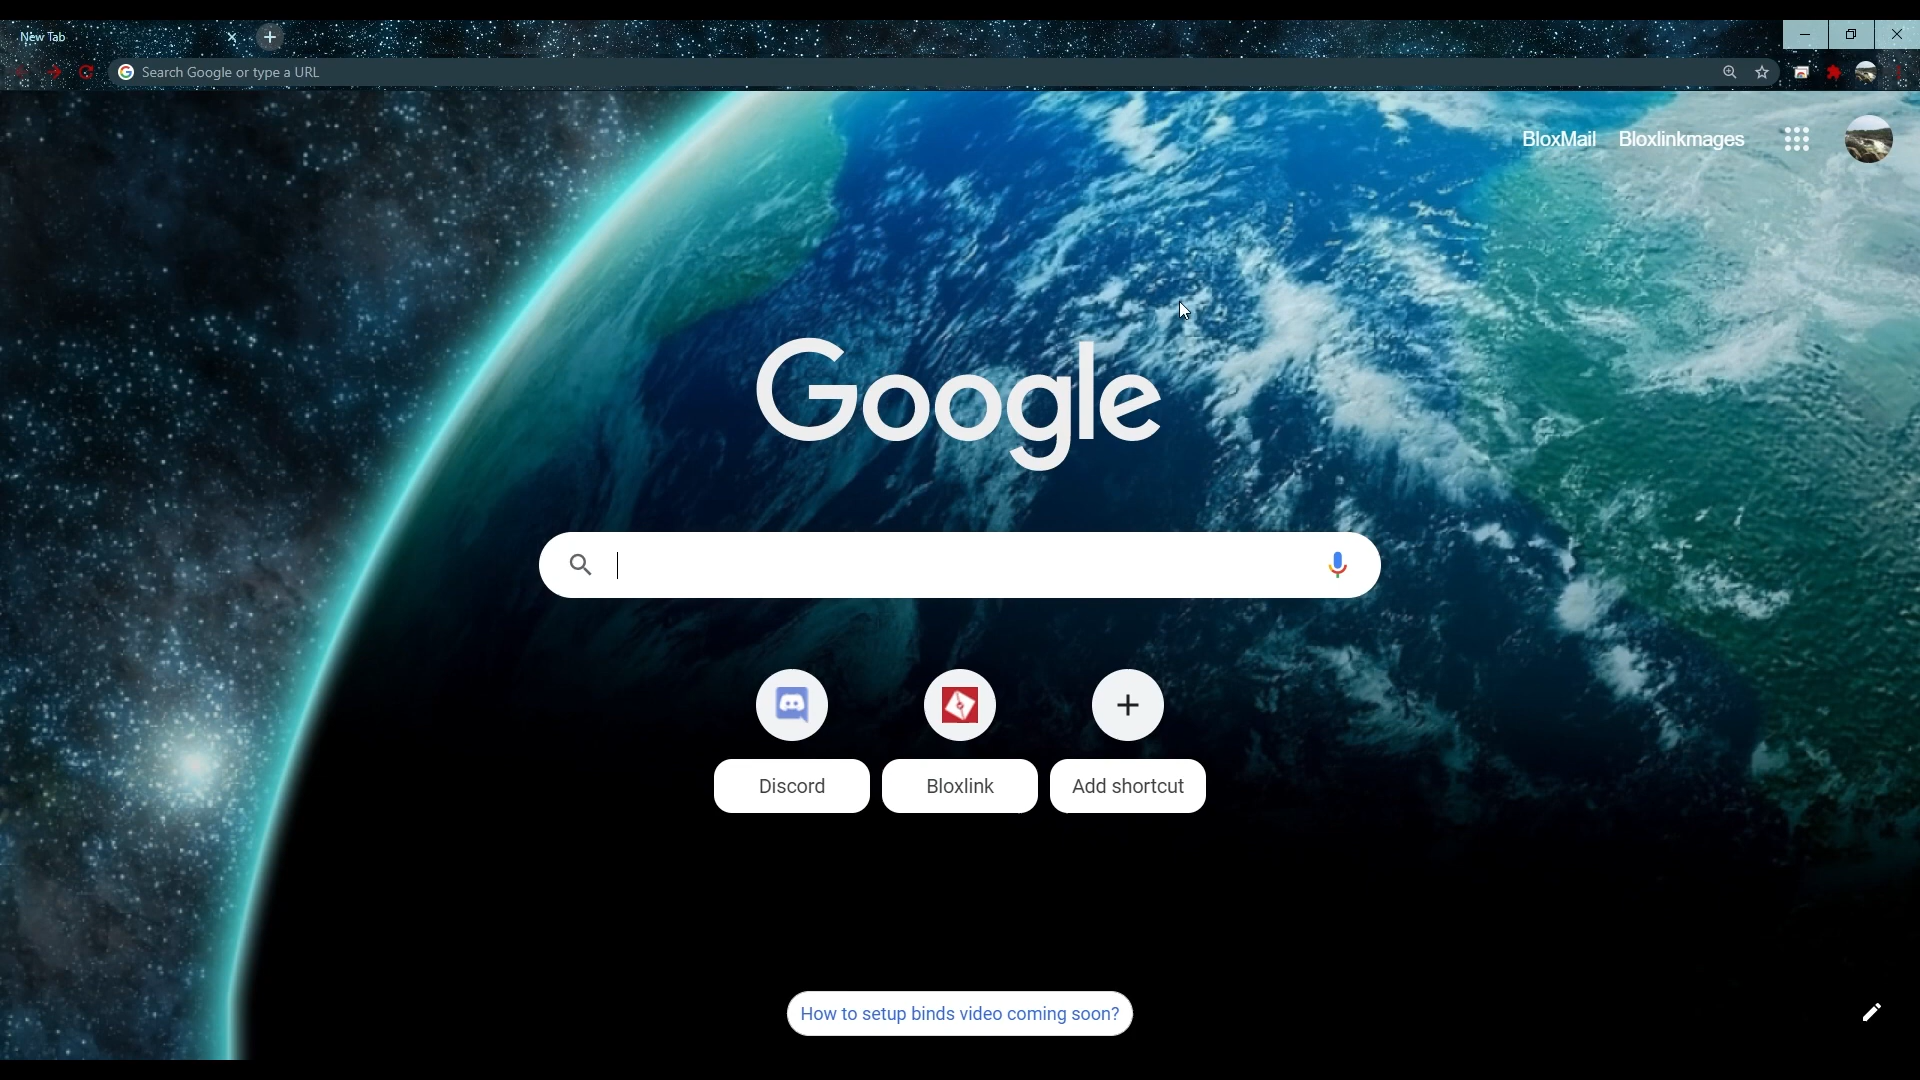 New Tab
Search Google or type a URL
BloxMail Bloxlinkmages
Google
Discord Bloxlink Add shortcut
How to setup binds video coming soon?